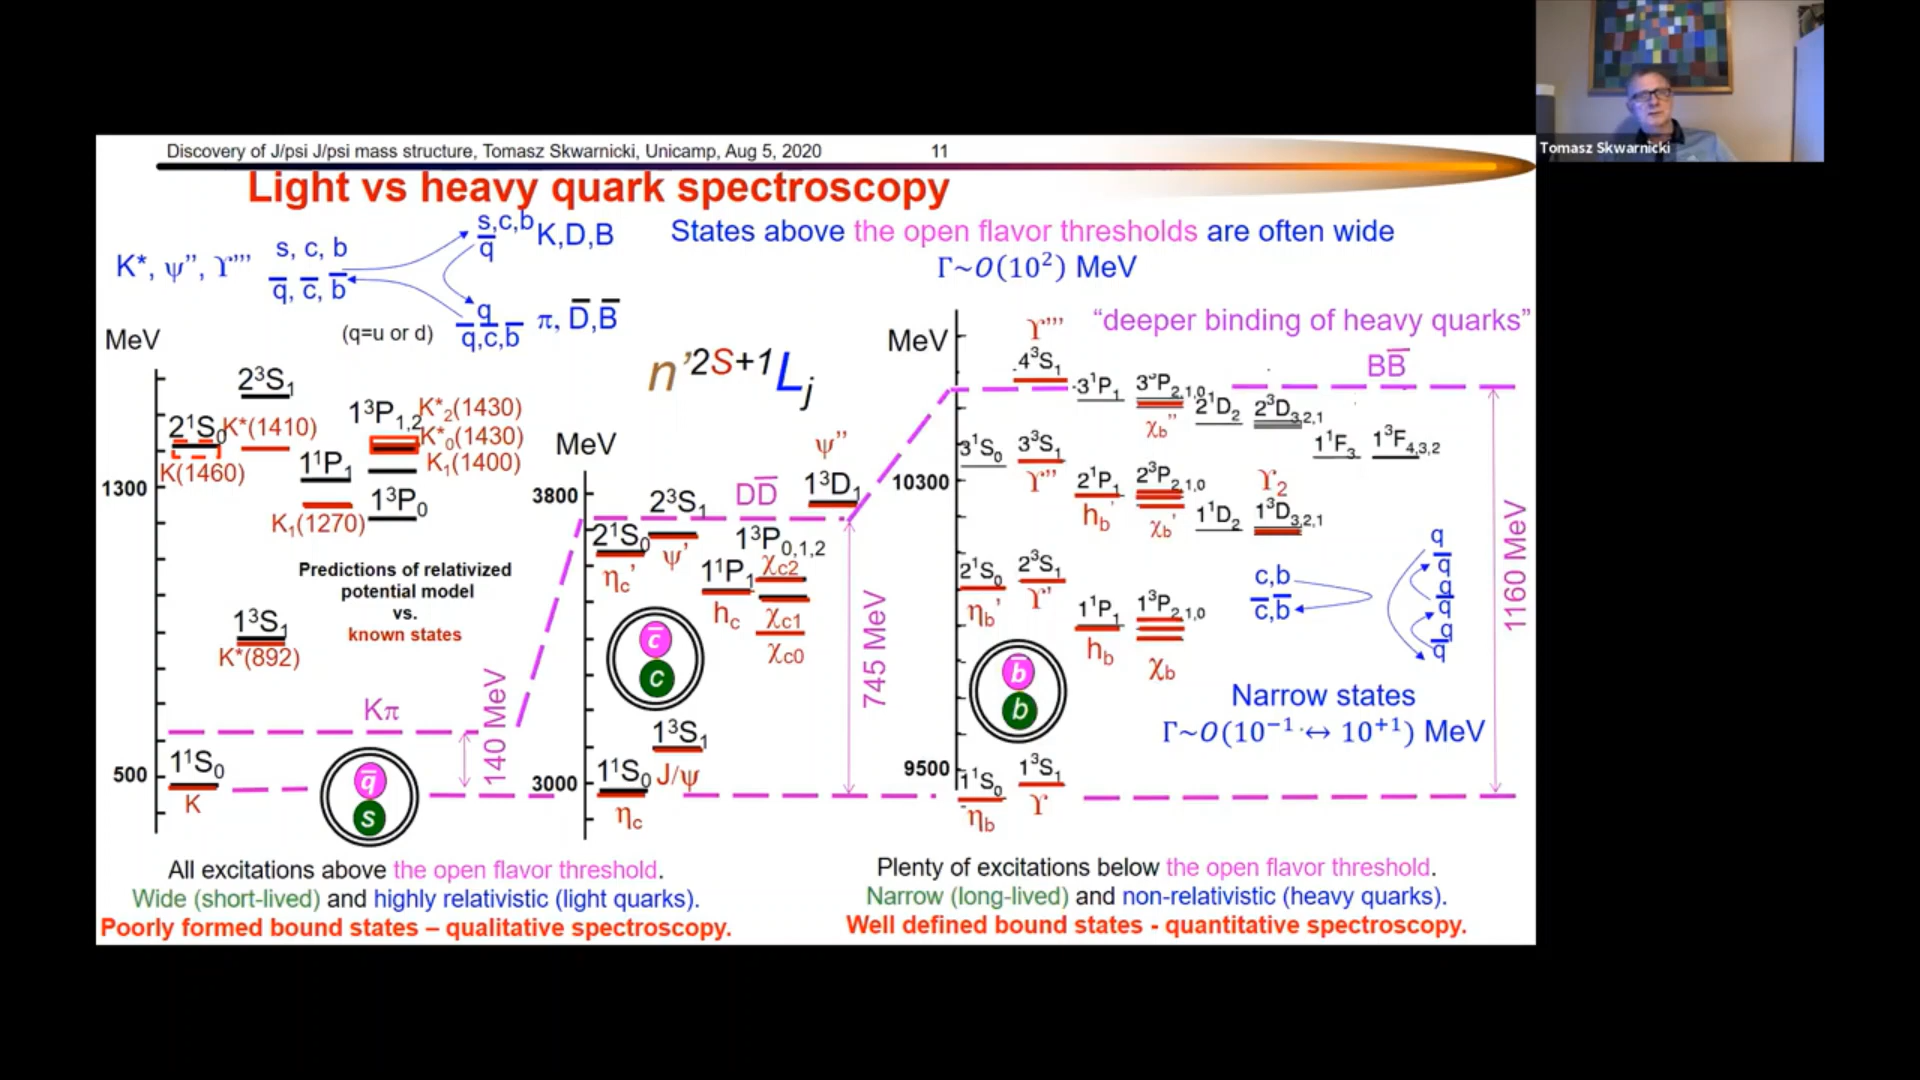 Tomasz Skwarnicki
Discovery of J/psi J/psi mass structure, Tomasz Skwarnicki, Unicamp, Aug 5, 2020 11
Light vs heavy quark spectroscopy
K*, ψ”, ϒ”’
s, c, b
q̅, c̅, b̅
s,c,b
q̅
K,D,B
q
q̅,c̅,b̅
π, D̅,B̅
(q=u or d)
States above the open flavor thresholds are often wide
Γ~O(10²) MeV
n’²ˢ⁺¹Lⱼ
MeV
2³S₁
2¹S₀
K*(1410)
K(1460)
1³P₁,₂
K*₂(1430)
K*₀(1430)
K₁(1400)
1¹P₁
1300
K₁(1270)
1³P₀
Predictions of relativized
potential model
vs.
known states
1³S₁
K*(892)
Kπ
140 MeV
500
1¹S₀
K
q̅
s
MeV
3800
2³S₁
DD̅
ψ”
1³D₁
2¹S₀
ηc’
ψ’
1³P₀,₁,₂
1¹P₁
χc2
hc
χc1
χc0
c̅
c
745 MeV
1³S₁
1¹S₀
J/ψ
3000
ηc
MeV
ϒ”’
“deeper binding of heavy quarks”
4³S₁
BB̅
3¹P₁
3³P₂,₁,₀
χb”
2¹D₂
2³D₃,₂,₁
3¹S₀
3³S₁
ϒ”
1¹F₃
1³F₄,₃,₂
10300
2¹P₁
2³P₂,₁,₀
hb’
χb’
ϒ₂
1¹D₂
1³D₃,₂,₁
2¹S₀
2³S₁
ηb’
ϒ’
1¹P₁
1³P₂,₁,₀
hb
χb
c,b
c̅,b̅
q
q̅
q
q̅
q
q̅
1160 MeV
b̅
b
Narrow states
Γ~O(10⁻¹ ↔ 10⁺¹) MeV
9500
1¹S₀
1³S₁
ηb
ϒ
All excitations above the open flavor threshold.
Wide (short-lived) and highly relativistic (light quarks).
Poorly formed bound states – qualitative spectroscopy.
Plenty of excitations below the open flavor threshold.
Narrow (long-lived) and non-relativistic (heavy quarks).
Well defined bound states - quantitative spectroscopy.